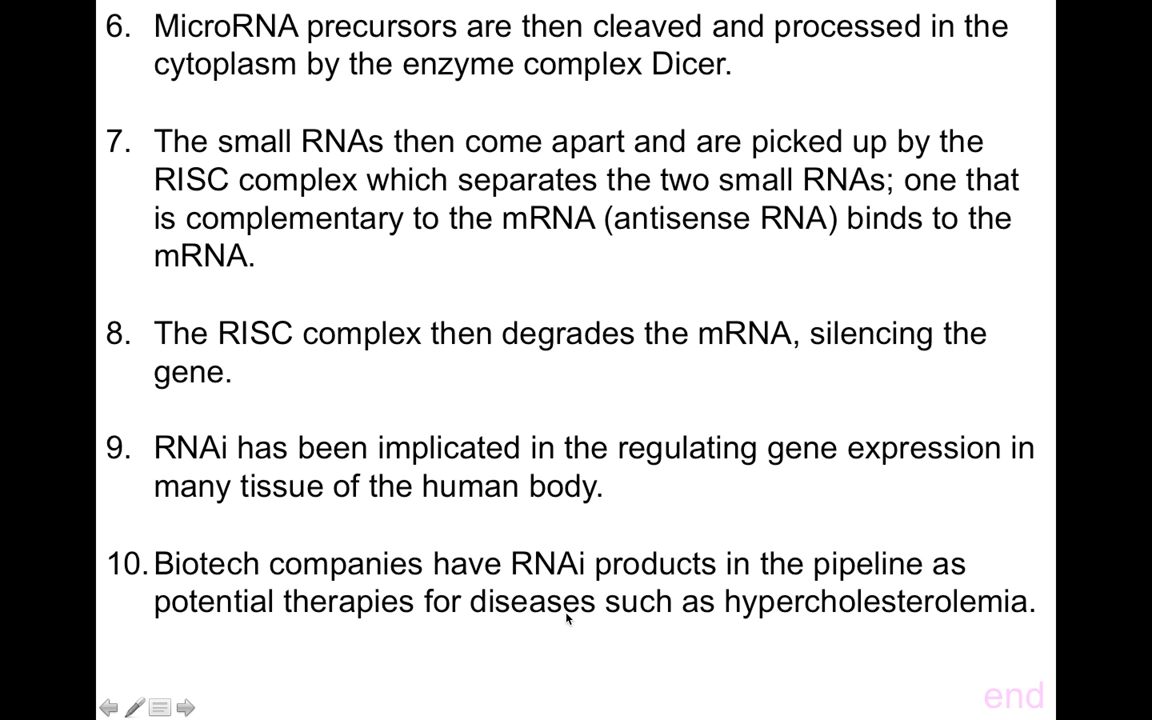 6. MicroRNA precursors are then cleaved and processed in the
cytoplasm by the enzyme complex Dicer.
7. The small RNAs then come apart and are picked up by the
RISC complex which separates the two small RNAs; one that
is complementary to the mRNA (antisense RNA) binds to the
mRNA.
8. The RISC complex then degrades the mRNA, silencing the
gene.
9. RNAi has been implicated in the regulating gene expression in
many tissue of the human body.
10. Biotech companies have RNAi products in the pipeline as
potential therapies for diseases such as hypercholesterolemia.
end